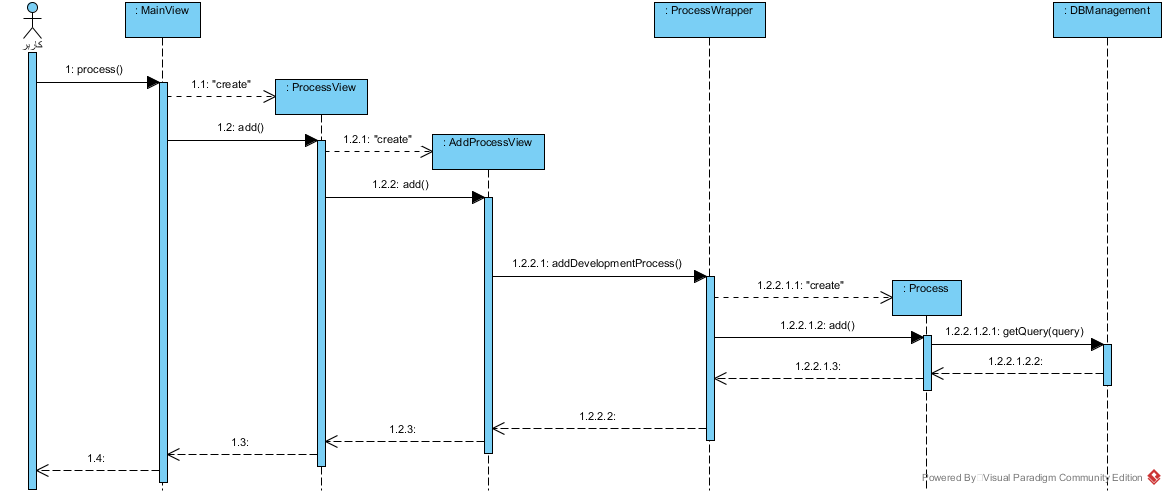 : MainView
: ProcessWrapper
: DBManagement
کاربر
1: process()
1.1: "create"
: ProcessView
1.2: add()
1.2.1: "create"
: AddProcessView
1.2.2: add()
1.2.2.1: addDevelopmentProcess()
1.2.2.1.1: "create"
: Process
1.2.2.1.2: add()
1.2.2.1.2.1: getQuery(query)
1.2.2.1.3:
1.2.2.1.2.2:
1.2.2.2:
1.2.3:
1.3:
1.4:
Powered By Visual Paradigm Community Edition